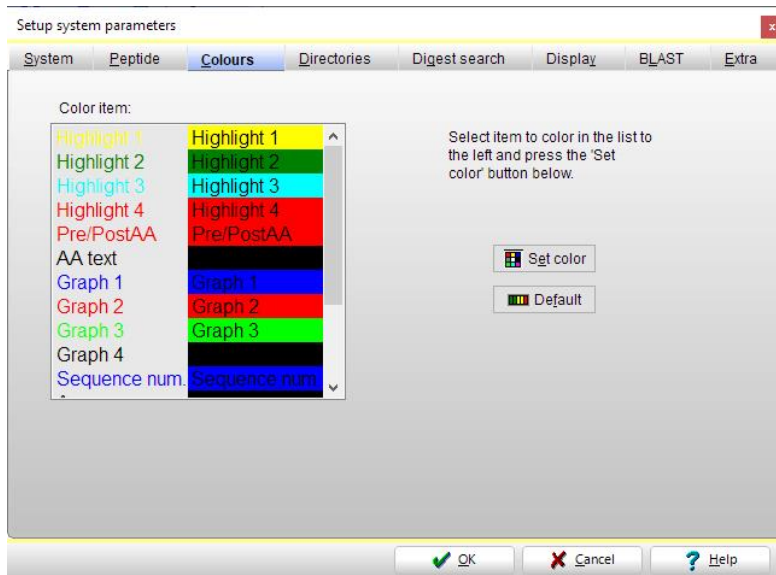 Setup system parameters
x
System Peptide Colours Directories Digest search Display BLAST Extra
Color item:
Highlight 1 Highlight 1
Highlight 2 Highlight 2
Highlight 3 Highlight 3
Highlight 4 Highlight 4
Pre/PostAA Pre/PostAA
AA text
Graph 1 Graph 1
Graph 2 Graph 2
Graph 3 Graph 3
Graph 4
Sequence num. Sequence num.
Select item to color in the list to
the left and press the 'Set
color' button below.
Set color
Default
OK Cancel Help